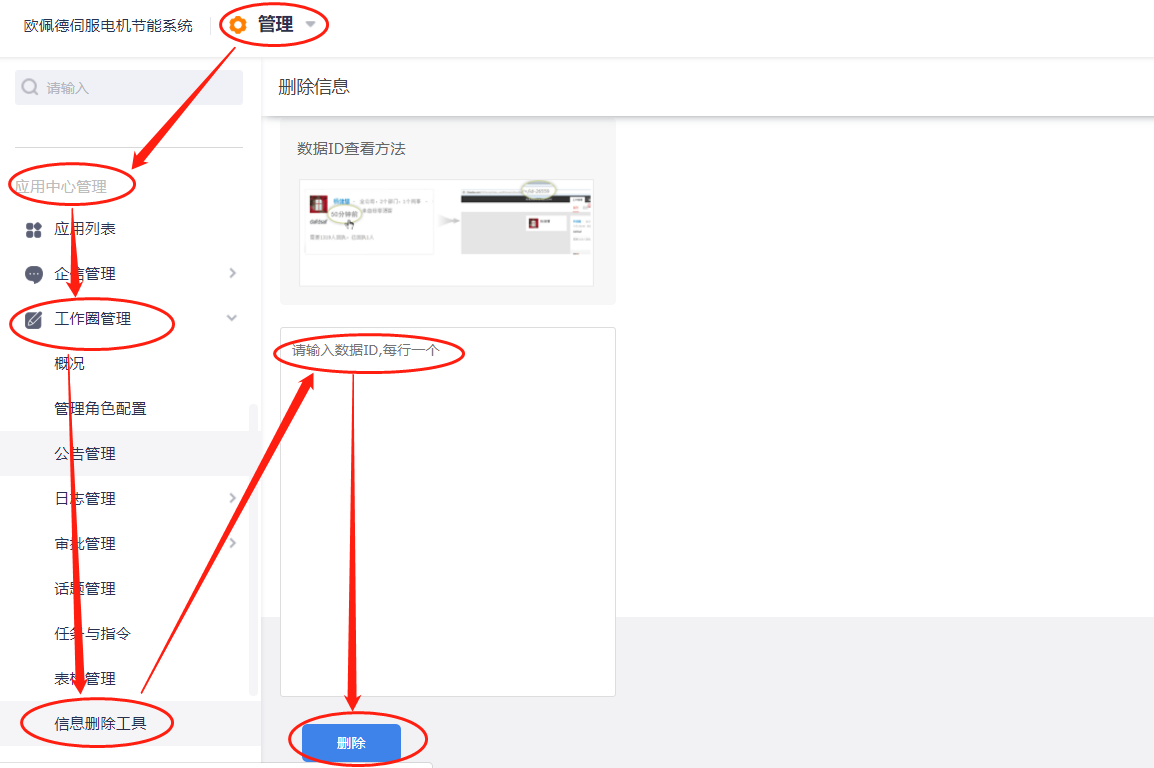 欧佩德伺服电机节能系统
管理
请输入
删除信息
数据ID查看方法
50分钟前
应用中心管理
应用列表
企信管理
工作圈管理
请输入数据ID,每行一个
概况
管理角色配置
公告管理
日志管理
审批管理
话题管理
任务与指令
表格管理
信息删除工具
删除